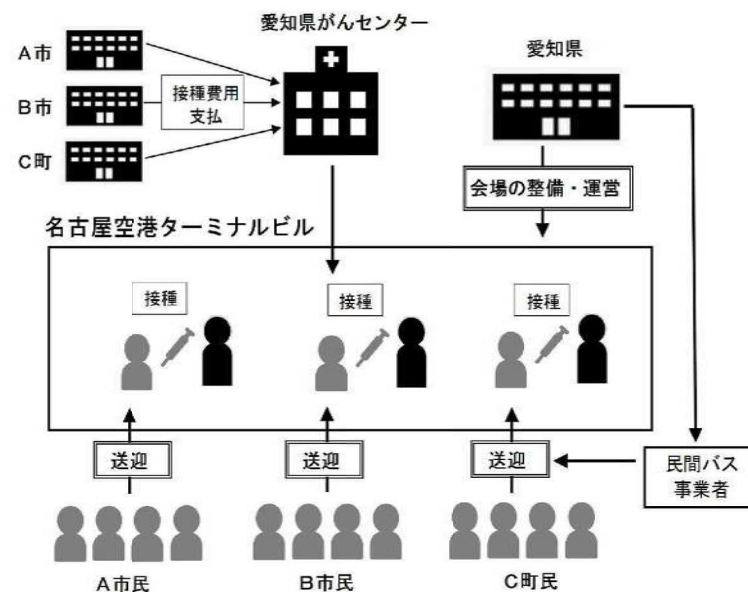 愛知県がんセンター
愛知県
A市
B市
C町
接種費用
支払
会場の整備・運営
名古屋空港ターミナルビル
接種
接種
接種
送迎
送迎
送迎
民間バス
事業者
A市民
B市民
C町民